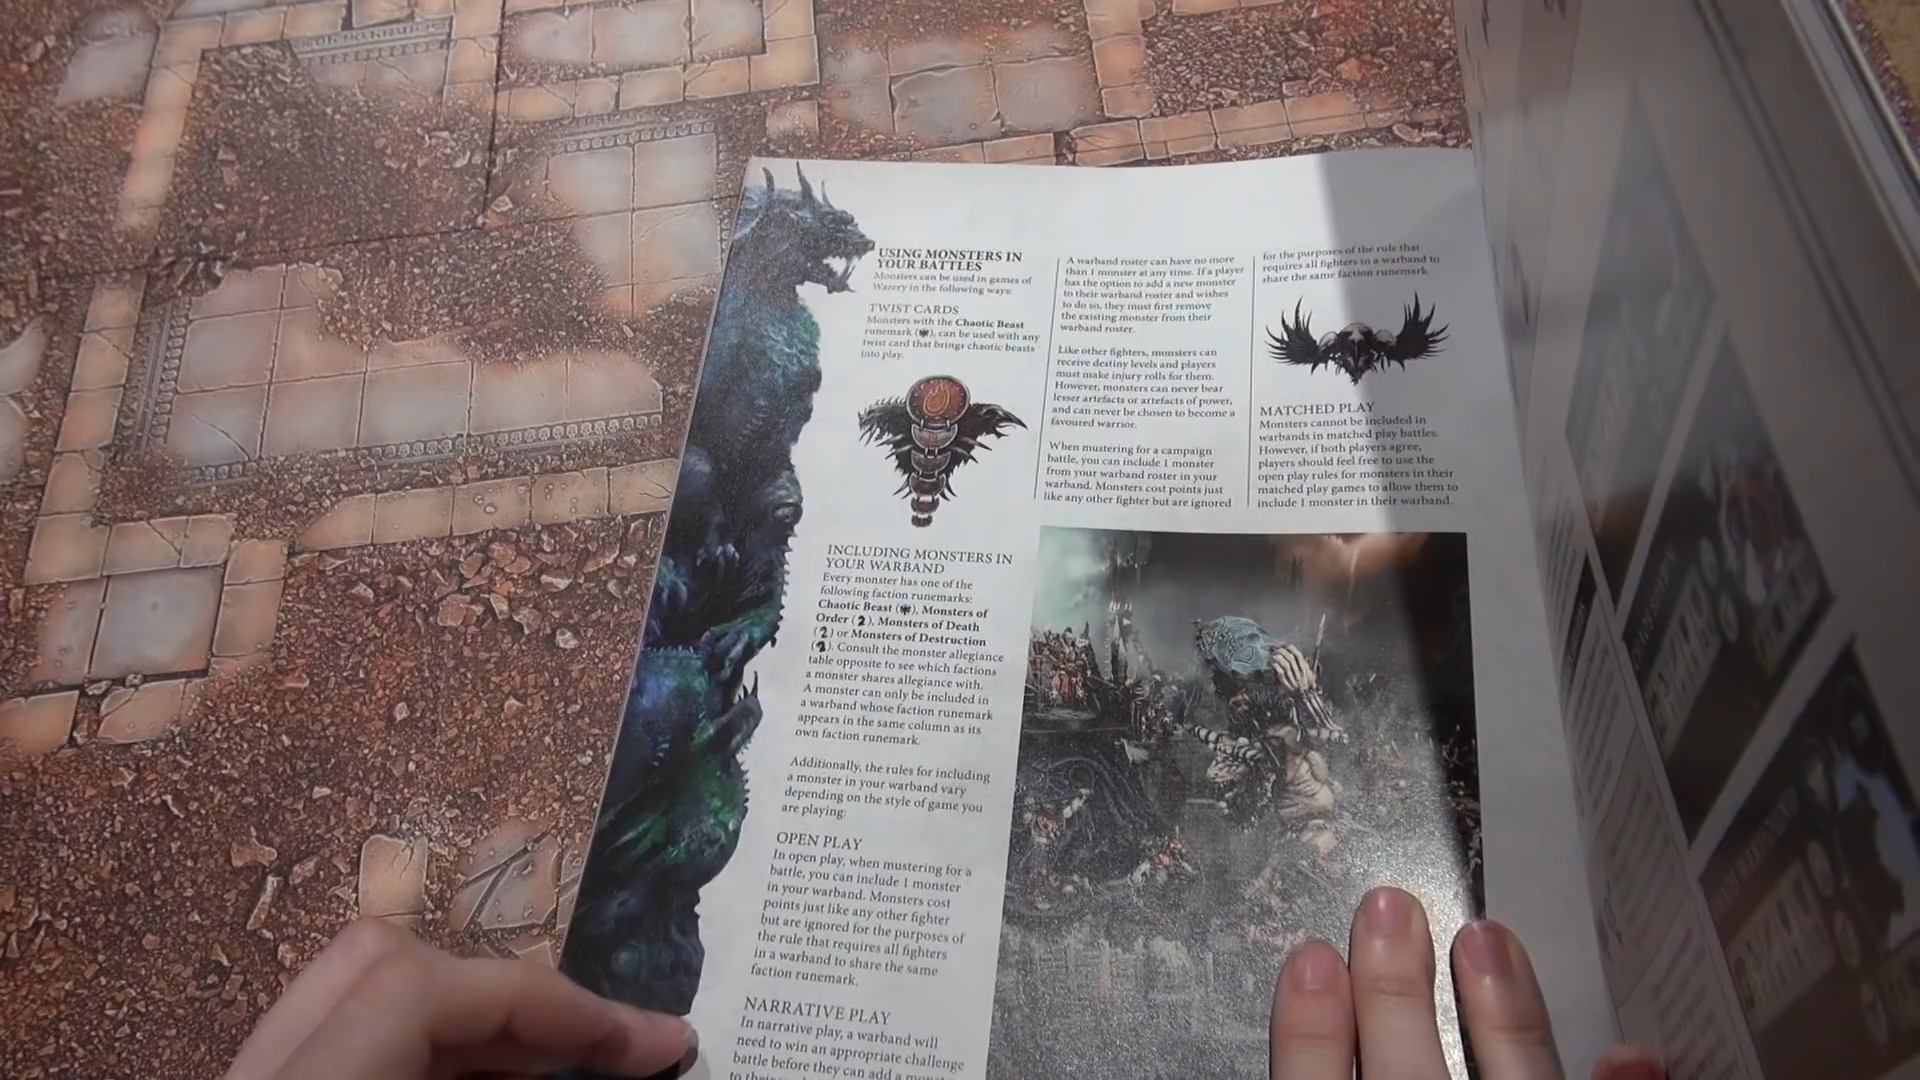 USING MONSTERS IN
YOUR BATTLES
Monsters can be used in games of
Warcry in the following ways:
TWIST CARDS
Monsters with the Chaotic Beast
runemark ( ), can be used with any
twist card that brings chaotic beasts
into play.
INCLUDING MONSTERS IN
YOUR WARBAND
Every monster has one of the
following faction runemarks:
Chaotic Beast ( ), Monsters of
Order ( ), Monsters of Death
( ) or Monsters of Destruction
( ). Consult the monster allegiance
table opposite to see which factions
a monster shares allegiance with.
A monster can only be included in
a warband whose faction runemark
appears in the same column as its
own faction runemark.
Additionally, the rules for including
a monster in your warband vary
depending on the style of game you
are playing:
OPEN PLAY
In open play, when mustering for a
battle, you can include 1 monster
in your warband. Monsters cost
points just like any other fighter
but are ignored for the purposes of
the rule that requires all fighters
in a warband to share the same
faction runemark.
NARRATIVE PLAY
In narrative play, a warband will
need to win an appropriate challenge
battle before they can add a
A warband roster can have no more
than 1 monster at any time. If a player
has the option to add a new monster
to their warband roster and wishes
to do so, they must first remove
the existing monster from their
warband roster.
Like other fighters, monsters can
receive destiny levels and players
must make injury rolls for them.
However, monsters can never bear
lesser artefacts or artefacts of power,
and can never be chosen to become a
favoured warrior.
When mustering for a campaign
battle, you can include 1 monster
from your warband roster in your
warband. Monsters cost points just
like any other fighter but are ignored
for the purposes of the rule that
requires all fighters in a warband to
share the same faction runemark.
MATCHED PLAY
Monsters cannot be included in
warbands in matched play battles.
However, if both players agree,
players should feel free to use the
open play rules for monsters in their
matched play games to allow them to
include 1 monster in their warband.